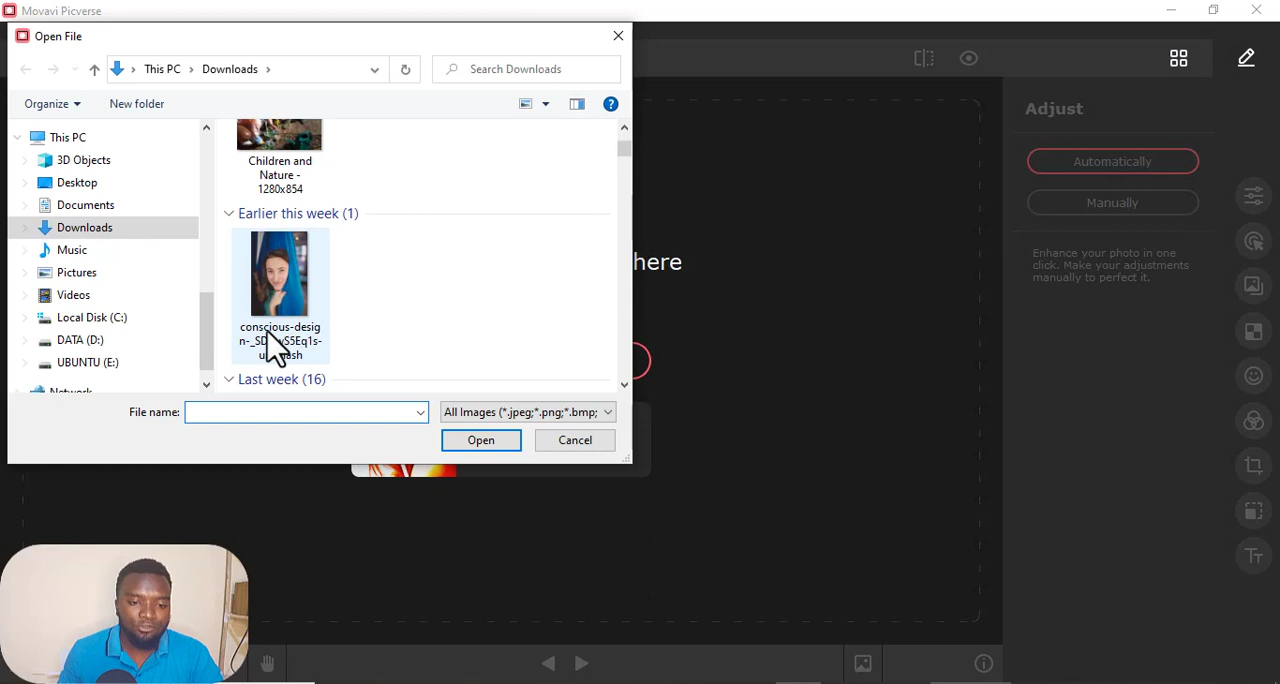 Movavi Picverse
Open File
This PC
Downloads
Search Downloads
Organize
New folder
This PC
3D Objects
Desktop
Documents
Downloads
Music
Pictures
Videos
Local Disk (C:)
DATA (D:)
UBUNTU (E:)
Network
Children and
Nature -
1280x854
Earlier this week (1)
conscious-desig
Last week (16)
File name:
All Images (*.jpeg;*.png;*.bmp;
Open
Cancel
here
Adjust
Automatically
Manually
Enhance your photo in one
click. Make your adjustments
manually to perfect it.